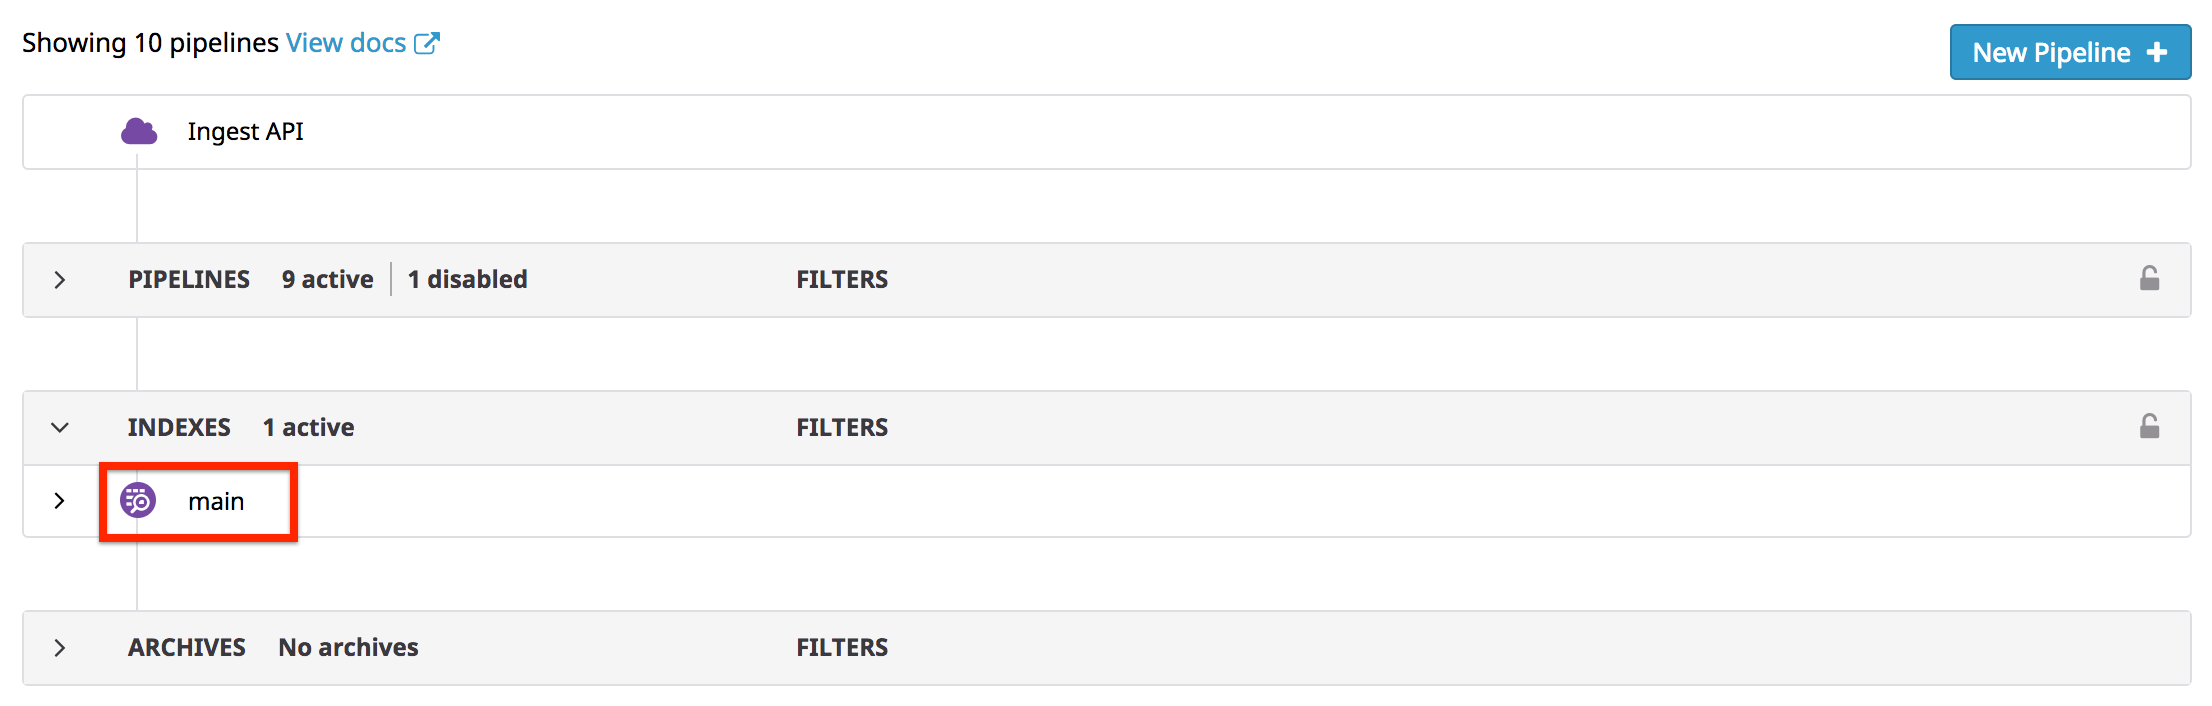 Showing 10 pipelines View docs
New Pipeline +
Ingest API
PIPELINES 9 active 1 disabled FILTERS
INDEXES 1 active FILTERS
main
ARCHIVES No archives FILTERS